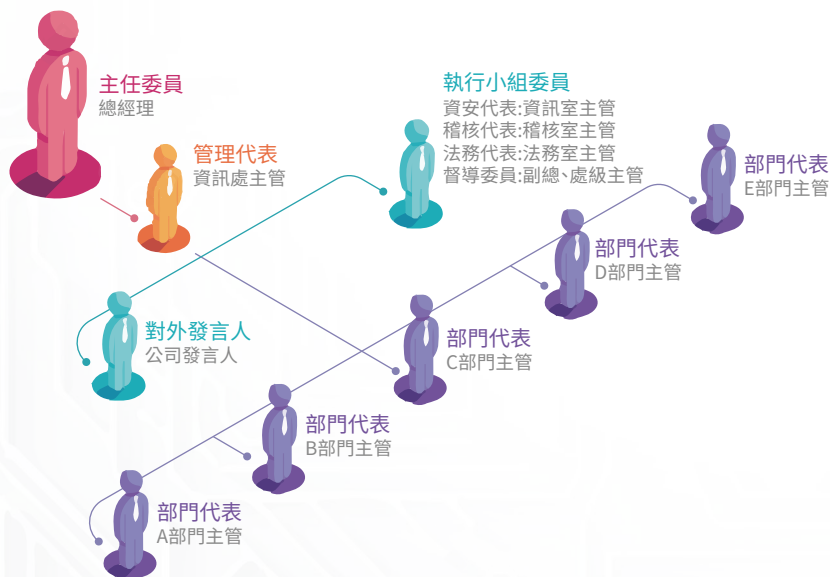 主任委員
總經理
管理代表
資訊處主管
執行小組委員
資安代表:資訊室主管
稽核代表:稽核室主管
法務代表:法務室主管
督導委員:副總、處級主管
對外發言人
公司發言人
部門代表
E部門主管
部門代表
D部門主管
部門代表
C部門主管
部門代表
B部門主管
部門代表
A部門主管